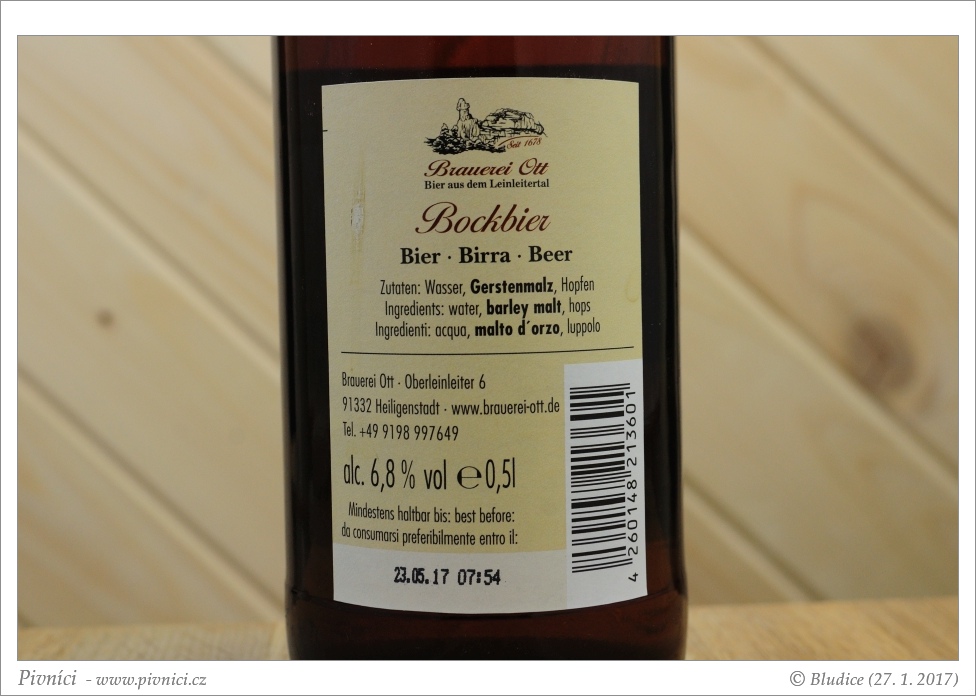 Seit 1678
Brauerei Ott
Bier aus dem Leinleitertal
Bockbier
Bier · Birra · Beer
Zutaten: Wasser, Gerstenmalz, Hopfen
Ingredients: water, barley malt, hops
Ingredienti: acqua, malto d´orzo, luppolo
Brauerei Ott · Oberleinleiter 6
91332 Heiligenstadt · www.brauerei-ott.de
Tel. +49 9198 997649
alc. 6,8 % vol ℮ 0,5l
Mindestens haltbar bis: best before:
da consumarsi preferibilmente entro il:
23.05.17 07:54
4 260148 213601
Pivníci - www.pivnici.cz
© Bludice (27. 1. 2017)